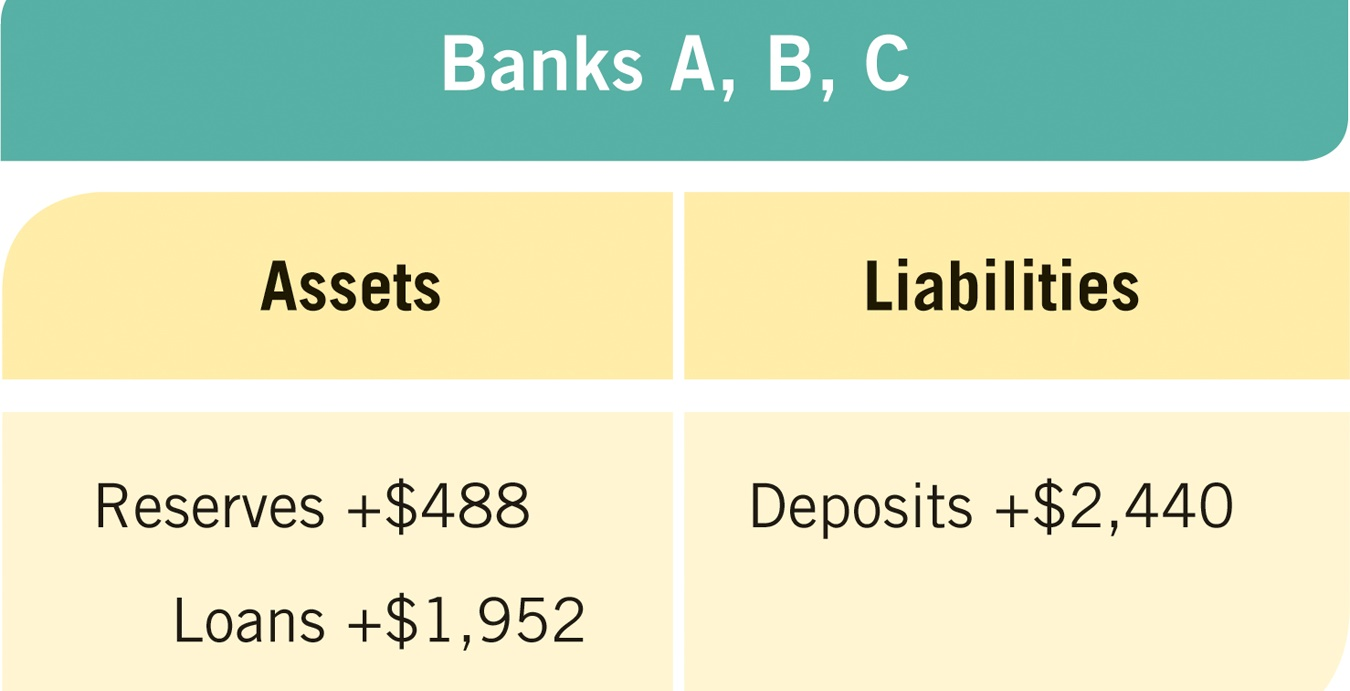 Banks A, B, C
Assets
Liabilities
Reserves +$488
Deposits +$2,440
Loans +$1,952